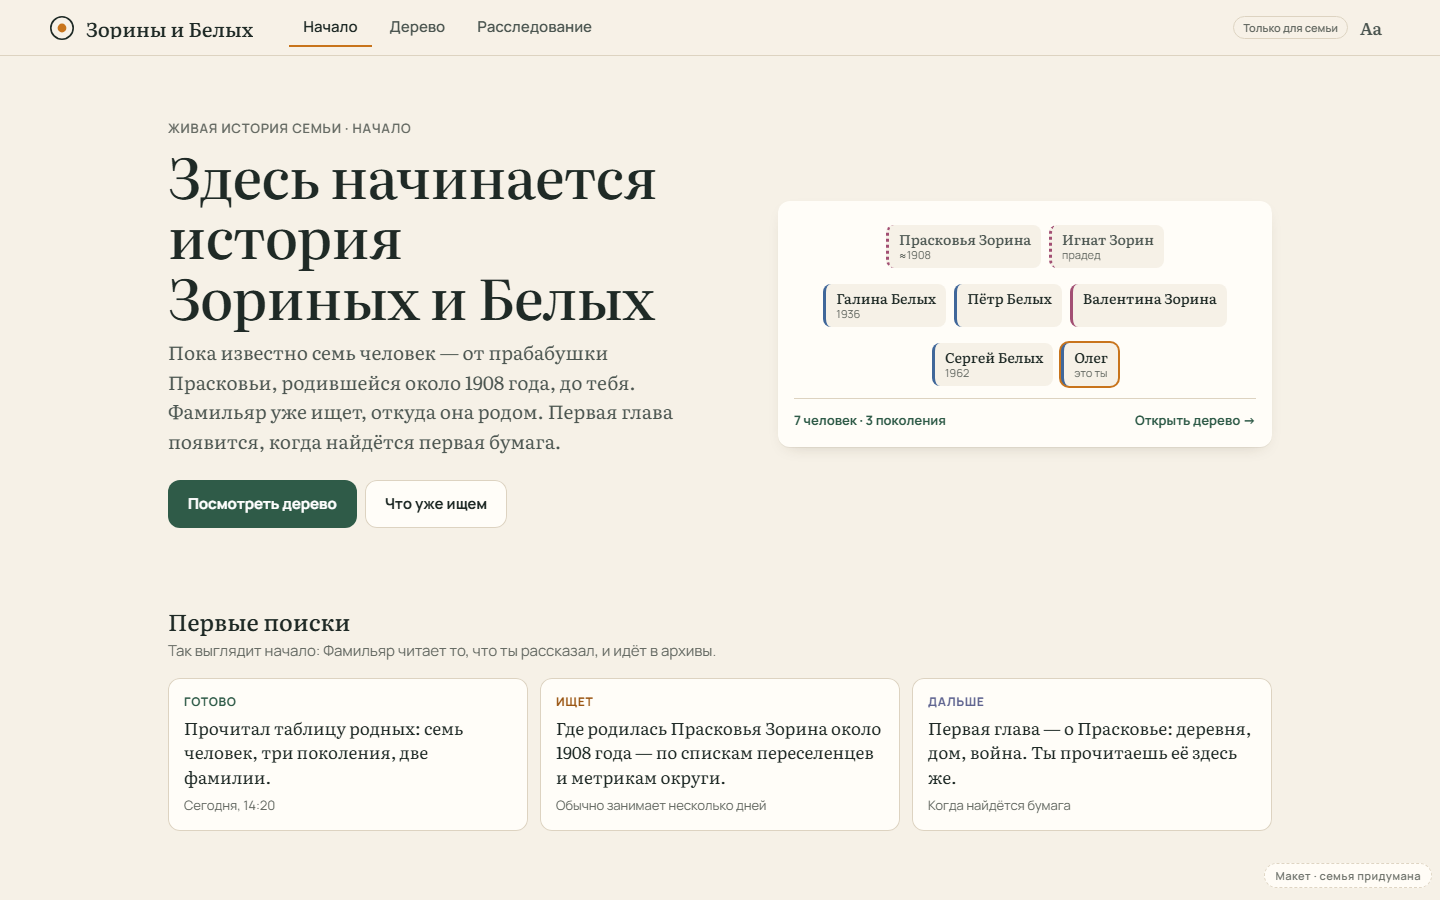 Зорины и Белых
Начало
Дерево
Расследование
Только для семьи
Aa
ЖИВАЯ ИСТОРИЯ СЕМЬИ · НАЧАЛО
Здесь начинается
история
Зориных и Белых
Пока известно семь человек — от прабабушки
Прасковьи, родившейся около 1908 года, до тебя.
Фамильяр уже ищет, откуда она родом. Первая глава
появится, когда найдётся первая бумага.
Посмотреть дерево
Что уже ищем
Прасковья Зорина
≈1908
Игнат Зорин
прадед
Галина Белых
1936
Пётр Белых
Валентина Зорина
Сергей Белых
1962
Олег
это ты
7 человек · 3 поколения
Открыть дерево →
Первые поиски
Так выглядит начало: Фамильяр читает то, что ты рассказал, и идёт в архивы.
ГОТОВО
Прочитал таблицу родных: семь
человек, три поколения, две
фамилии.
Сегодня, 14:20
ИЩЕТ
Где родилась Прасковья Зорина около
1908 года — по спискам переселенцев
и метрикам округи.
Обычно занимает несколько дней
ДАЛЬШЕ
Первая глава — о Прасковье: деревня,
дом, война. Ты прочитаешь её здесь
же.
Когда найдётся бумага
Макет · семья придумана